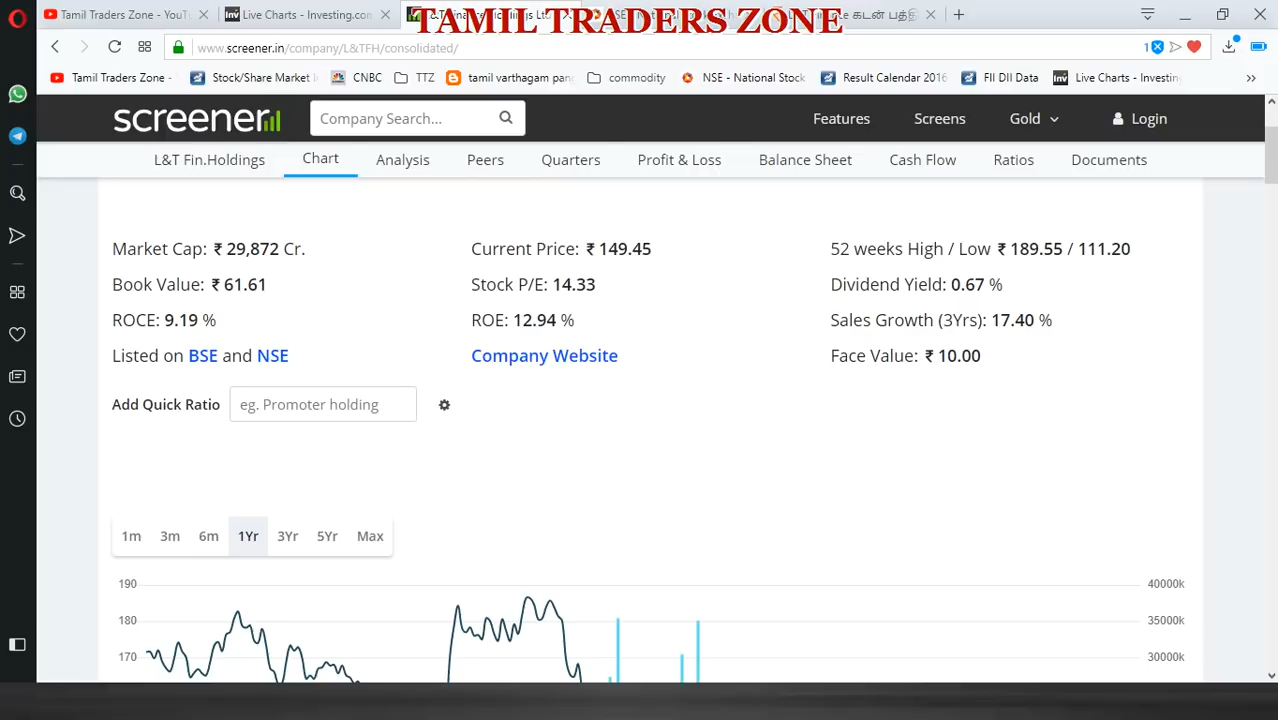 Tamil Traders Zone - YouT
Live Charts - Investing.con
TAMIL TRADERS ZONE
கடன் பத்தி
www.screener.in/company/L&TFH/consolidated/
1
Tamil Traders Zone -
Stock/Share Market
CNBC
TTZ
tamil varthagam pan
commodity
NSE - National Stock
Result Calendar 2016
FII DII Data
Live Charts - Investin
»
screener
Company Search...
Features
Screens
Gold
Login
L&T Fin.Holdings
Chart
Analysis
Peers
Quarters
Profit & Loss
Balance Sheet
Cash Flow
Ratios
Documents
Market Cap: ₹ 29,872 Cr.
Current Price: ₹ 149.45
52 weeks High / Low ₹ 189.55 / 111.20
Book Value: ₹ 61.61
Stock P/E: 14.33
Dividend Yield: 0.67 %
ROCE: 9.19 %
ROE: 12.94 %
Sales Growth (3Yrs): 17.40 %
Listed on BSE and NSE
Company Website
Face Value: ₹ 10.00
Add Quick Ratio
eg. Promoter holding
1m 3m 6m 1Yr 3Yr 5Yr Max
190
40000k
180
35000k
170
30000k